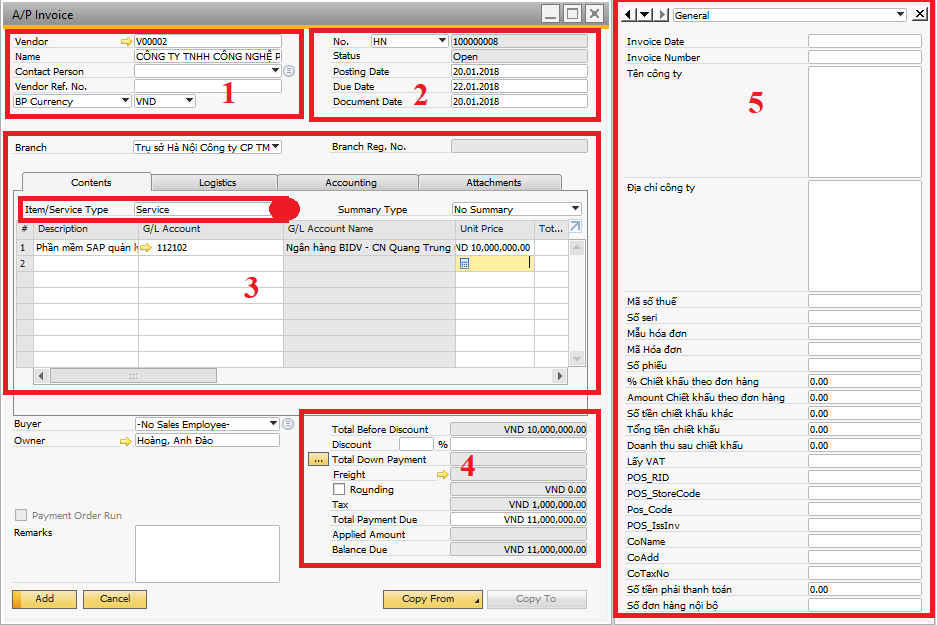 A/P Invoice
General
Vendor V00002
Name CÔNG TY TNHH CÔNG NGHỆ P
Contact Person
Vendor Ref. No.
BP Currency VND
1
No. HN 100000008
Status Open
Posting Date 20.01.2018
Due Date 22.01.2018
Document Date 20.01.2018
2
Branch Trụ sở Hà Nội Công ty CP TM
Branch Reg. No.
Contents Logistics Accounting Attachments
Item/Service Type Service
Summary Type No Summary
# Description G/L Account G/L Account Name Unit Price Tot...
1 Phần mềm SAP quản 112102 Ngân hàng BIDV - CN Quang Trung ND 10,000,000.00
2
3
Buyer -No Sales Employee-
Owner Hoàng, Anh Đào
Payment Order Run
Remarks
Total Before Discount VND 10,000,000.00
Discount %
... Total Down Payment
Freight
Rounding VND 0.00
Tax VND 1,000,000.00
Total Payment Due VND 11,000,000.00
Applied Amount
Balance Due VND 11,000,000.00
4
Add Cancel Copy From Copy To
Invoice Date
Invoice Number
Tên công ty
5
Địa chỉ công ty
Mã số thuế
Số seri
Mẫu hóa đơn
Mã Hóa đơn
Số phiếu
% Chiết khấu theo đơn hàng 0.00
Amount Chiết khấu theo đơn hàng 0.00
Số tiền chiết khấu khác 0.00
Tổng tiền chiết khấu 0.00
Doanh thu sau chiết khấu 0.00
Lấy VAT
POS_RID
POS_StoreCode
Pos_Code
POS_IssInv
CoName
CoAdd
CoTaxNo
Số tiền phải thanh toán 0.00
Số đơn hàng nội bộ